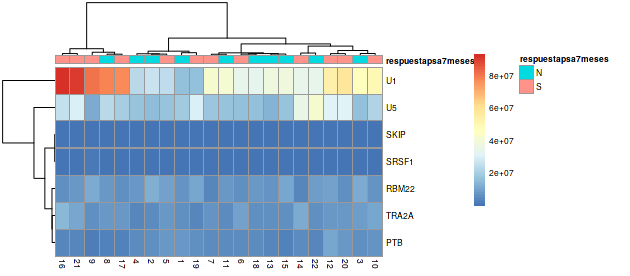 respuestapsa7meses
U1
U5
SKIP
SRSF1
RBM22
TRA2A
PTB
16 21 9 8 17 4 2 5 1 19 7 11 6 18 13 15 14 22 12 20 3 10
8e+07
6e+07
4e+07
2e+07
respuestapsa7meses
N
S